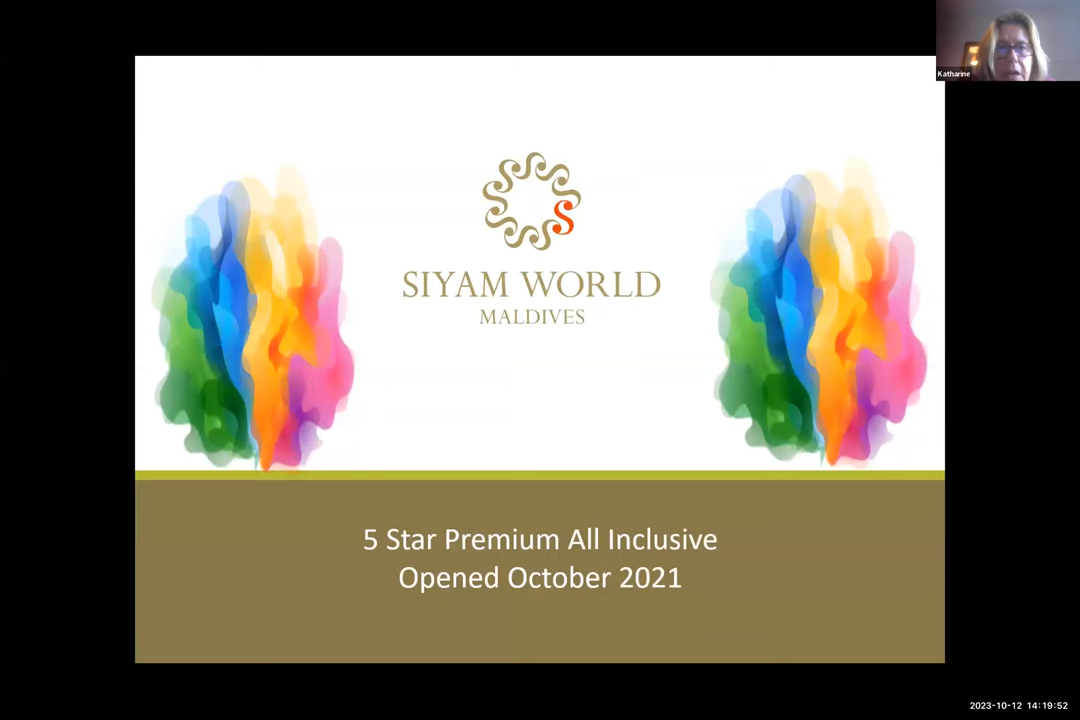 Katharine
SIYAM WORLD
MALDIVES
5 Star Premium All Inclusive
Opened October 2021
2023-10-12 14:19:52